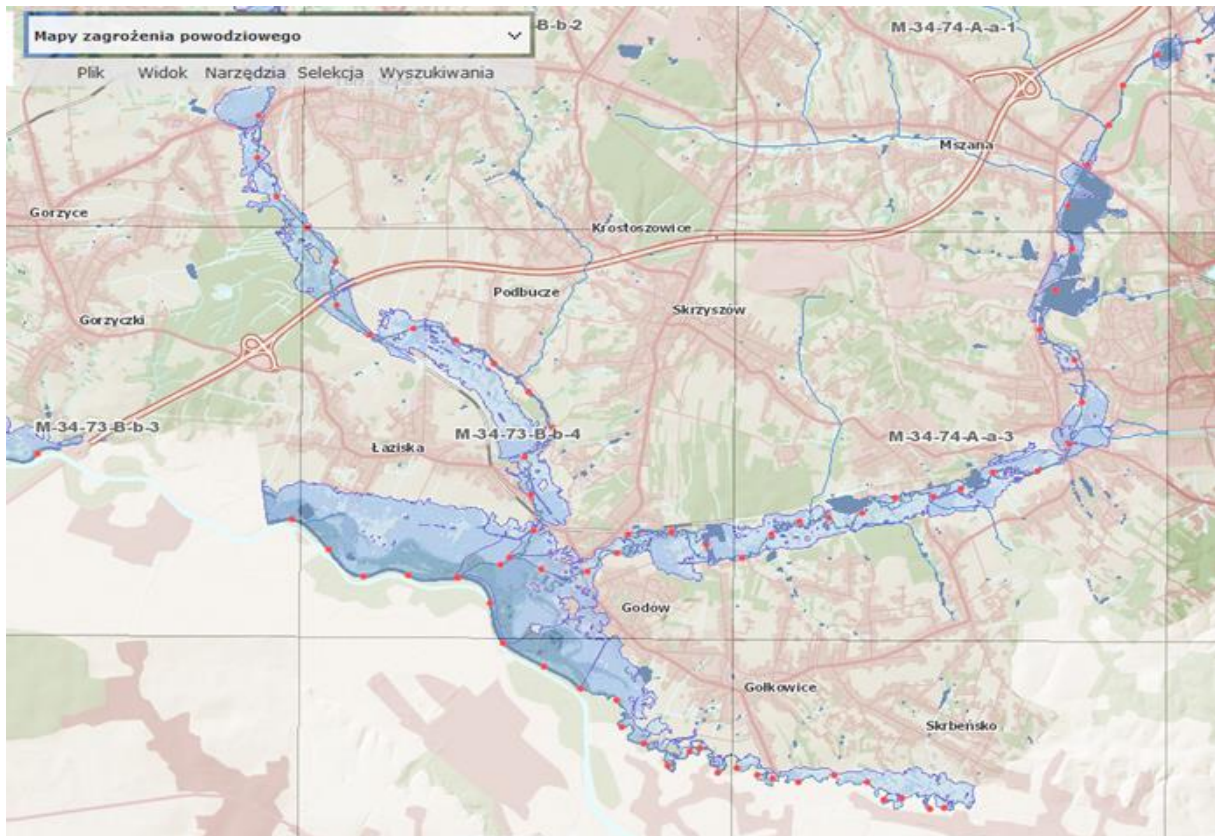 Mapy zagrożenia powodziowego
B-b-2
M-34-74-A-a-1
Plik Widok Narzędzia Selekcja Wyszukiwania
Mszana
Gorzyce
Krostoszowice
Podbucze
Skrzyszów
Gorzyczki
M-34-73-B-b-3
M-34-73-B-b-4
M-34-74-A-a-3
Łaziska
Godów
Gołkowice
Skrbeńsko